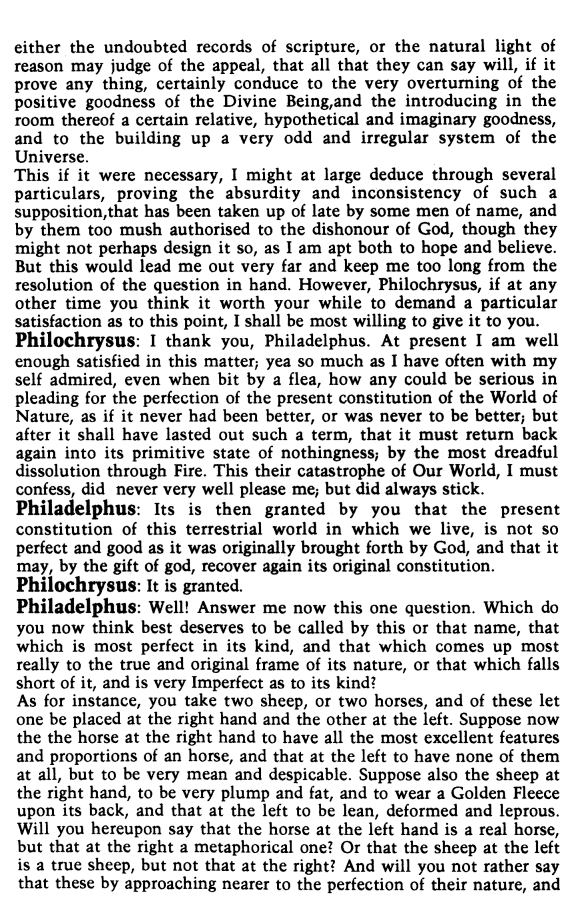 either the undoubted records of scripture, or the natural light of
reason may judge of the appeal, that all that they can say will, if it
prove any thing, certainly conduce to the very overturning of the
positive goodness of the Divine Being,and the introducing in the
room thereof a certain relative, hypothetical and imaginary goodness,
and to the building up a very odd and irregular system of the
Universe.
This if it were necessary, I might at large deduce through several
particulars, proving the absurdity and inconsistency of such a
supposition,that has been taken up of late by some men of name, and
by them too mush authorised to the dishonour of God, though they
might not perhaps design it so, as I am apt both to hope and believe.
But this would lead me out very far and keep me too long from the
resolution of the question in hand. However, Philochrysus, if at any
other time you think it worth your while to demand a particular
satisfaction as to this point, I shall be most willing to give it to you.
Philochrysus: I thank you, Philadelphus. At present I am well
enough satisfied in this matter; yea so much as I have often with my
self admired, even when bit by a flea, how any could be serious in
pleading for the perfection of the present constitution of the World of
Nature, as if it never had been better, or was never to be better; but
after it shall have lasted out such a term, that it must return back
again into its primitive state of nothingness; by the most dreadful
dissolution through Fire. This their catastrophe of Our World, I must
confess, did never very well please me; but did always stick.
Philadelphus: Its is then granted by you that the present
constitution of this terrestrial world in which we live, is not so
perfect and good as it was originally brought forth by God, and that it
may, by the gift of god, recover again its original constitution.
Philochrysus: It is granted.
Philadelphus: Well! Answer me now this one question. Which do
you now think best deserves to be called by this or that name, that
which is most perfect in its kind, and that which comes up most
really to the true and original frame of its nature, or that which falls
short of it, and is very Imperfect as to its kind?
As for instance, you take two sheep, or two horses, and of these let
one be placed at the right hand and the other at the left. Suppose now
the the horse at the right hand to have all the most excellent features
and proportions of an horse, and that at the left to have none of them
at all, but to be very mean and despicable. Suppose also the sheep at
the right hand, to be very plump and fat, and to wear a Golden Fleece
upon its back, and that at the left to be lean, deformed and leprous.
Will you hereupon say that the horse at the left hand is a real horse,
but that at the right a metaphorical one? Or that the sheep at the left
is a true sheep, but not that at the right? And will you not rather say
that these by approaching nearer to the perfection of their nature, and